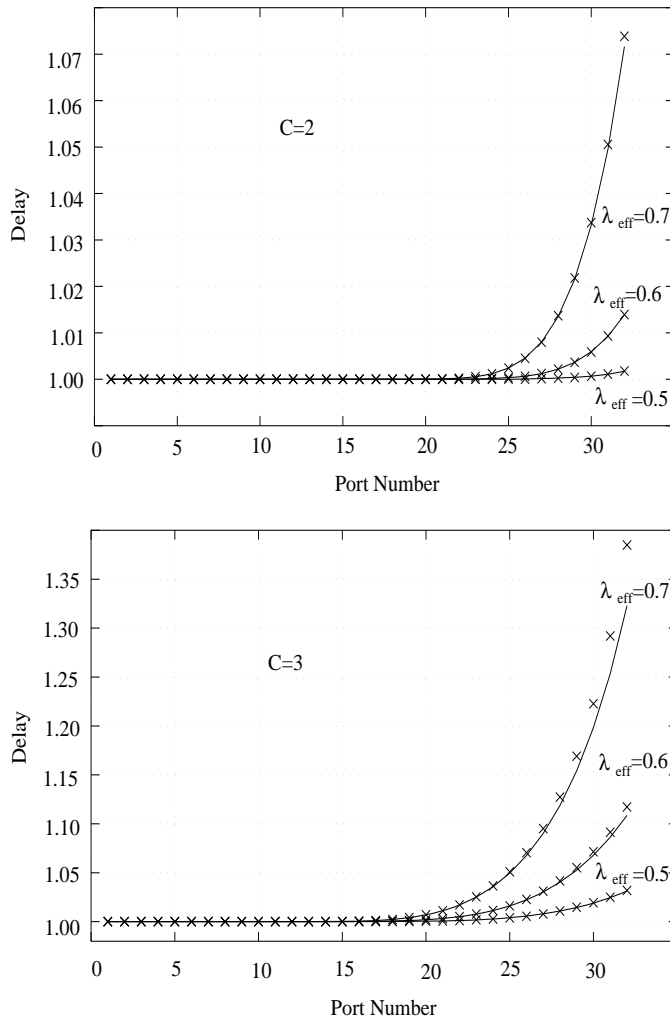 1.07
1.06
C=2
1.05
1.04
Delay
λ eff=0.7
1.03
1.02
λ eff=0.6
1.01
1.00
λ eff=0.5
0 5 10 15 20 25 30
Port Number
1.35
λ eff=0.7
1.30
C=3
1.25
Delay
1.20
λ eff=0.6
1.15
1.10
1.05
λ eff=0.5
1.00
0 5 10 15 20 25 30
Port Number